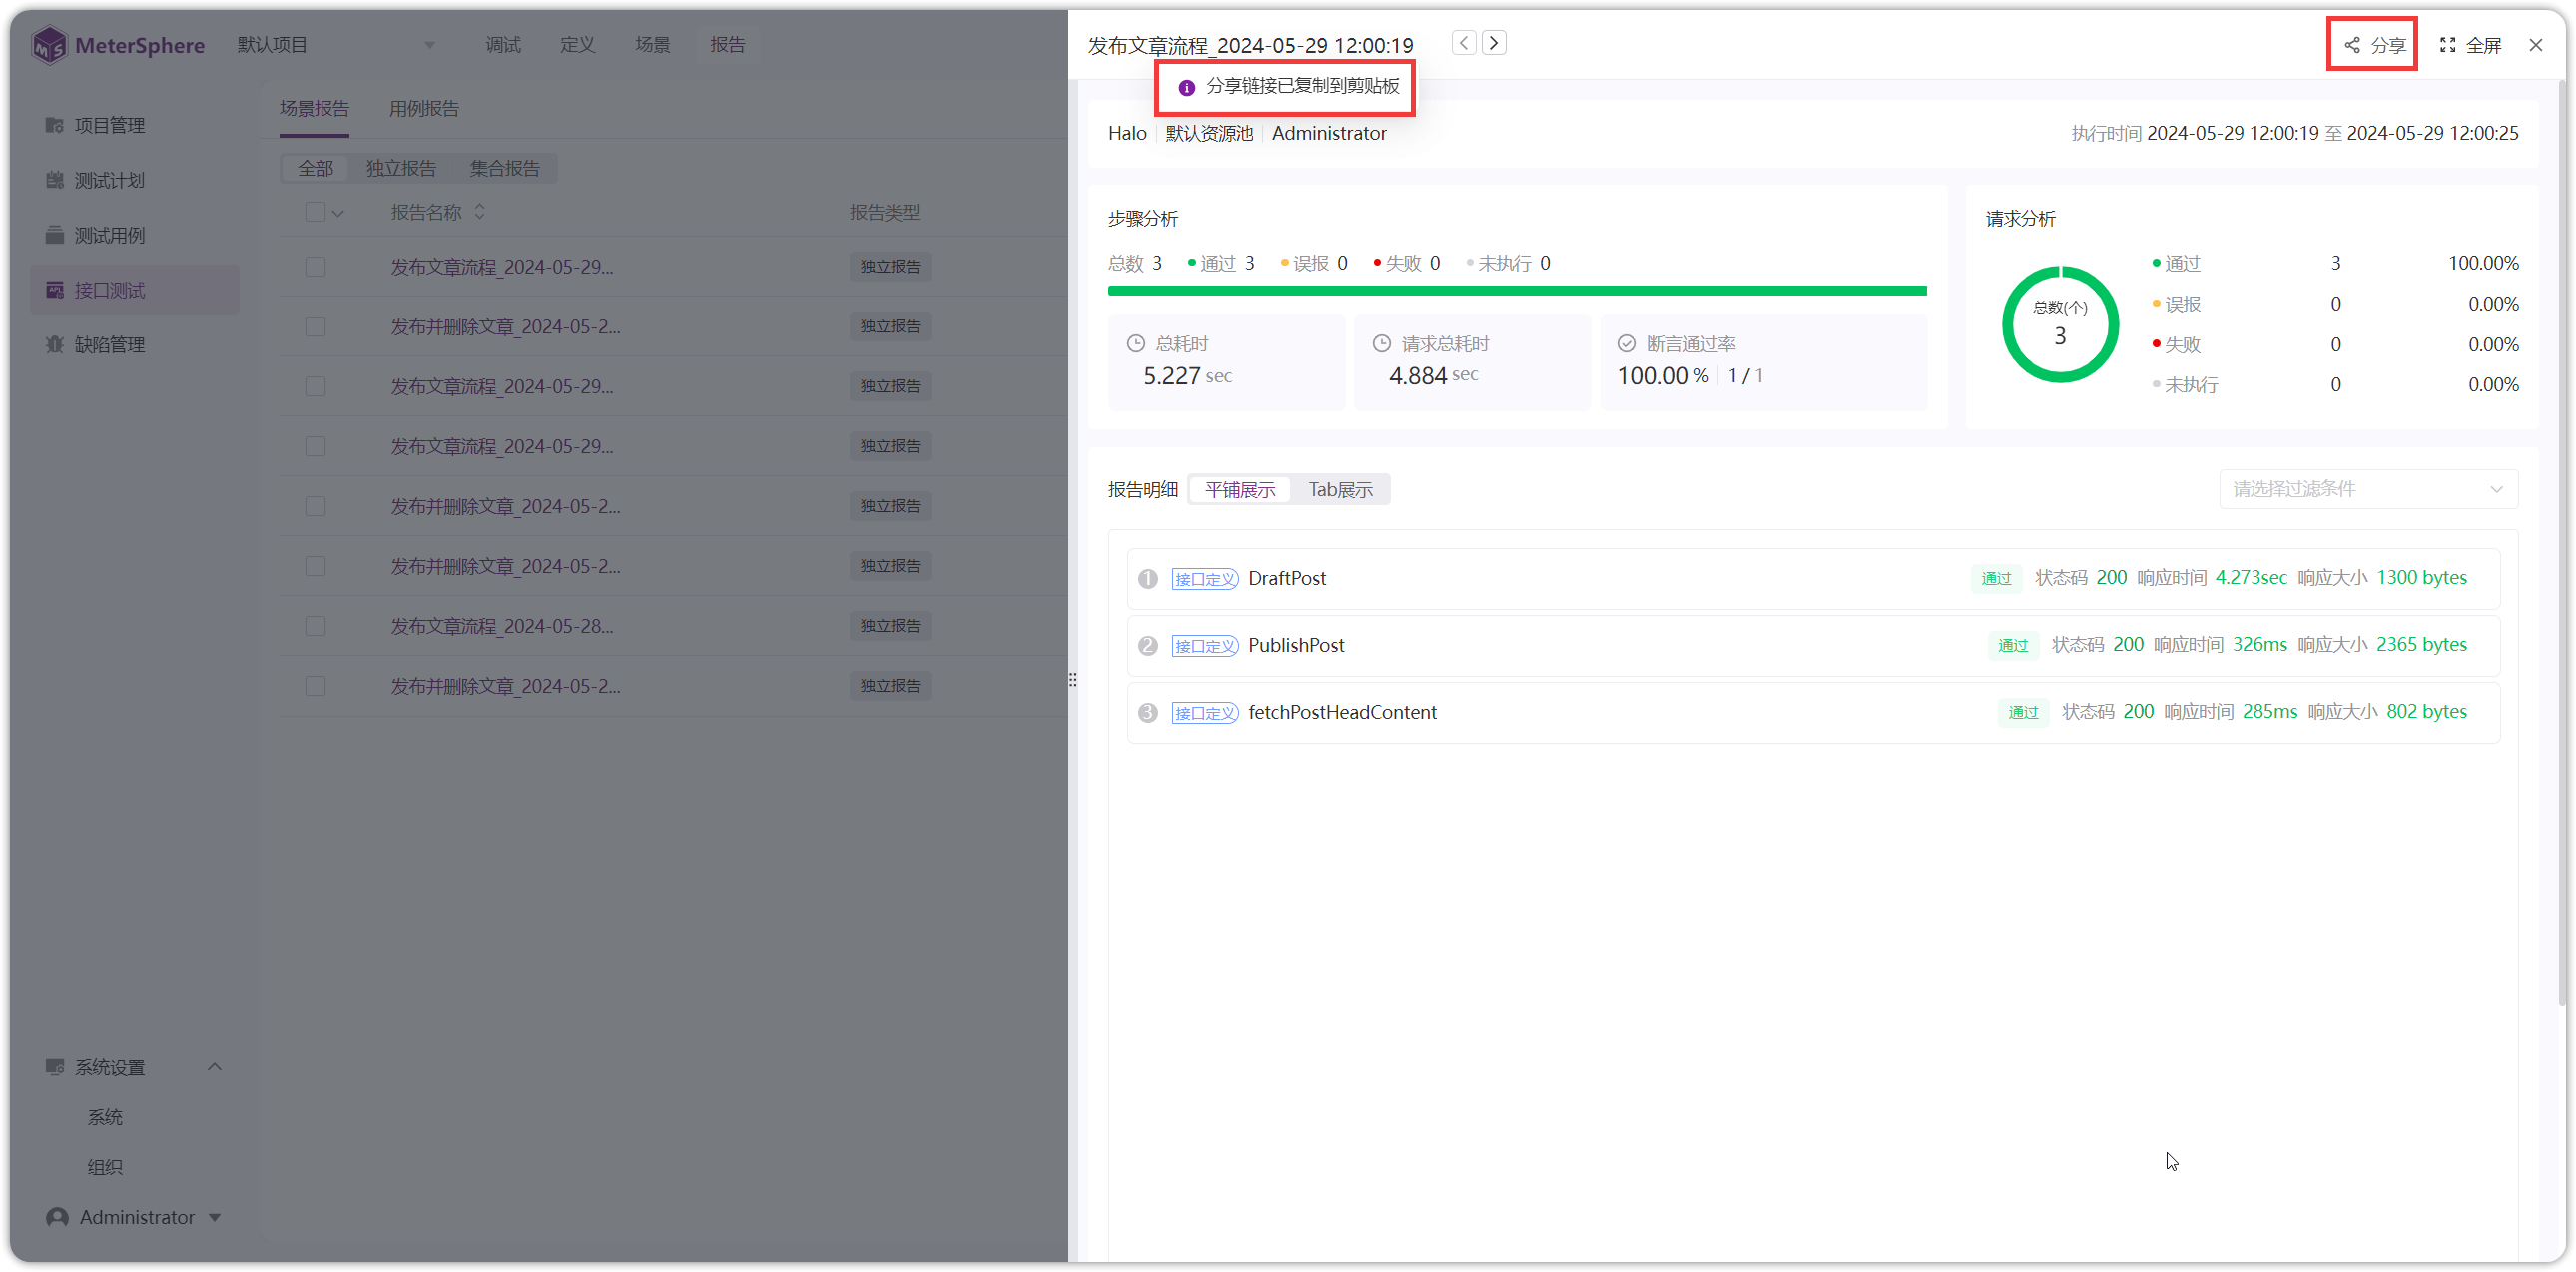 MeterSphere
默认项目
调试
定义
场景
报告
项目管理
测试计划
测试用例
接口测试
缺陷管理
系统设置
系统
组织
Administrator
场景报告
用例报告
全部
独立报告
集合报告
报告名称
报告类型
发布文章流程_2024-05-29...
独立报告
发布并删除文章_2024-05-2...
独立报告
发布文章流程_2024-05-29...
独立报告
发布文章流程_2024-05-29...
独立报告
发布并删除文章_2024-05-2...
独立报告
发布并删除文章_2024-05-2...
独立报告
发布文章流程_2024-05-28...
独立报告
发布并删除文章_2024-05-2...
独立报告
发布文章流程_2024-05-29 12:00:19
分享
全屏
分享链接已复制到剪贴板
Halo
默认资源池
Administrator
执行时间 2024-05-29 12:00:19 至 2024-05-29 12:00:25
步骤分析
总数 3 通过 3 误报 0 失败 0 未执行 0
总耗时
5.227 sec
请求总耗时
4.884 sec
断言通过率
100.00 % 1 / 1
请求分析
总数(个)
3
通过 3 100.00%
误报 0 0.00%
失败 0 0.00%
未执行 0 0.00%
报告明细
平铺展示
Tab展示
请选择过滤条件
1 接口定义 DraftPost 通过 状态码 200 响应时间 4.273sec 响应大小 1300 bytes
2 接口定义 PublishPost 通过 状态码 200 响应时间 326ms 响应大小 2365 bytes
3 接口定义 fetchPostHeadContent 通过 状态码 200 响应时间 285ms 响应大小 802 bytes